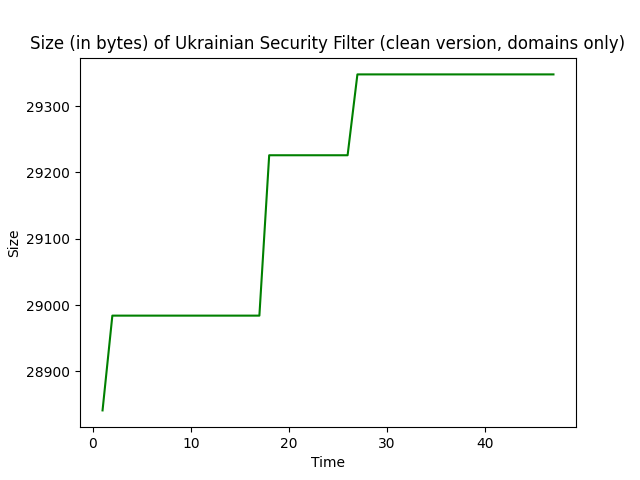 Size (in bytes) of Ukrainian Security Filter (clean version, domains only)
29300
29200
29100
29000
28900
Size
0 10 20 30 40
Time